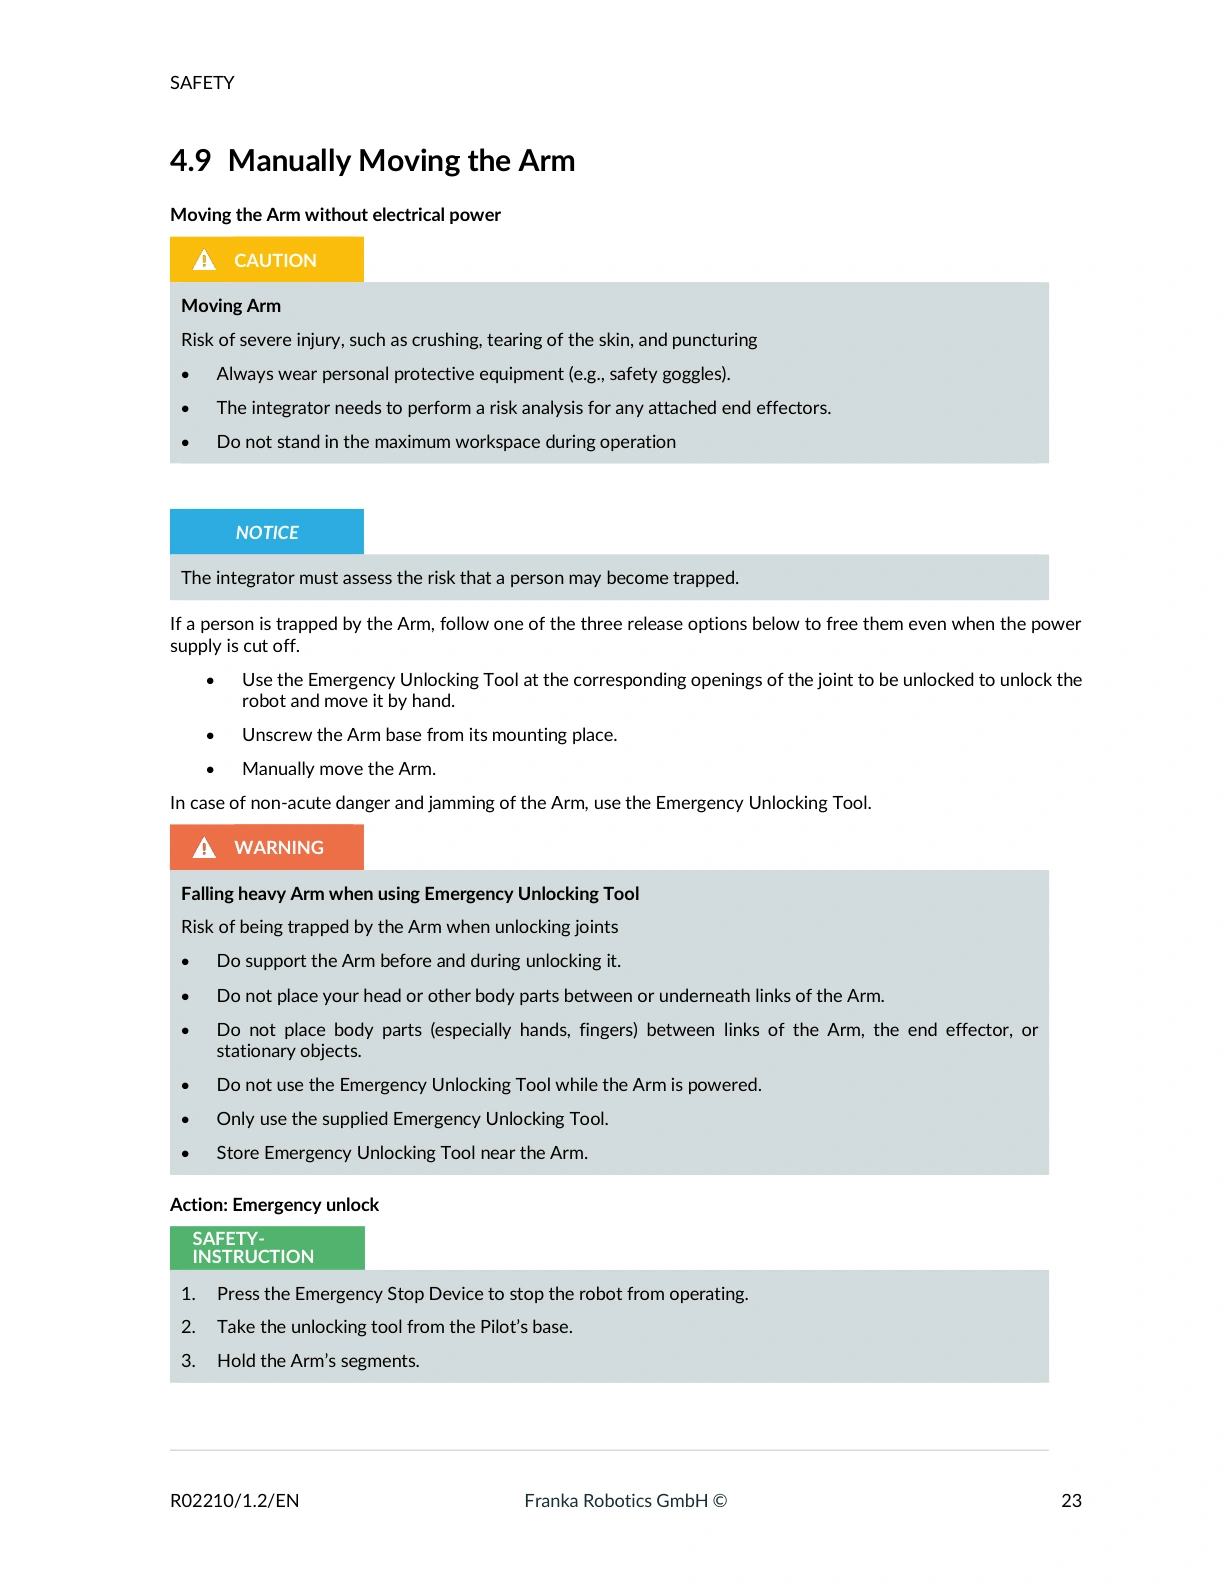 SAFETY
4.9 Manually Moving the Arm
Moving the Arm without electrical power
CAUTION
Moving Arm
Risk of severe injury, such as crushing, tearing of the skin, and puncturing
• Always wear personal protective equipment (e.g., safety goggles).
• The integrator needs to perform a risk analysis for any attached end effectors.
• Do not stand in the maximum workspace during operation
NOTICE
The integrator must assess the risk that a person may become trapped.
If a person is trapped by the Arm, follow one of the three release options below to free them even when the power
supply is cut off.
• Use the Emergency Unlocking Tool at the corresponding openings of the joint to be unlocked to unlock the
robot and move it by hand.
• Unscrew the Arm base from its mounting place.
• Manually move the Arm.
In case of non-acute danger and jamming of the Arm, use the Emergency Unlocking Tool.
WARNING
Falling heavy Arm when using Emergency Unlocking Tool
Risk of being trapped by the Arm when unlocking joints
• Do support the Arm before and during unlocking it.
• Do not place your head or other body parts between or underneath links of the Arm.
• Do not place body parts (especially hands, fingers) between links of the Arm, the end effector, or
stationary objects.
• Do not use the Emergency Unlocking Tool while the Arm is powered.
• Only use the supplied Emergency Unlocking Tool.
• Store Emergency Unlocking Tool near the Arm.
Action: Emergency unlock
SAFETY-
INSTRUCTION
1. Press the Emergency Stop Device to stop the robot from operating.
2. Take the unlocking tool from the Pilot’s base.
3. Hold the Arm’s segments.
R02210/1.2/EN Franka Robotics GmbH © 23